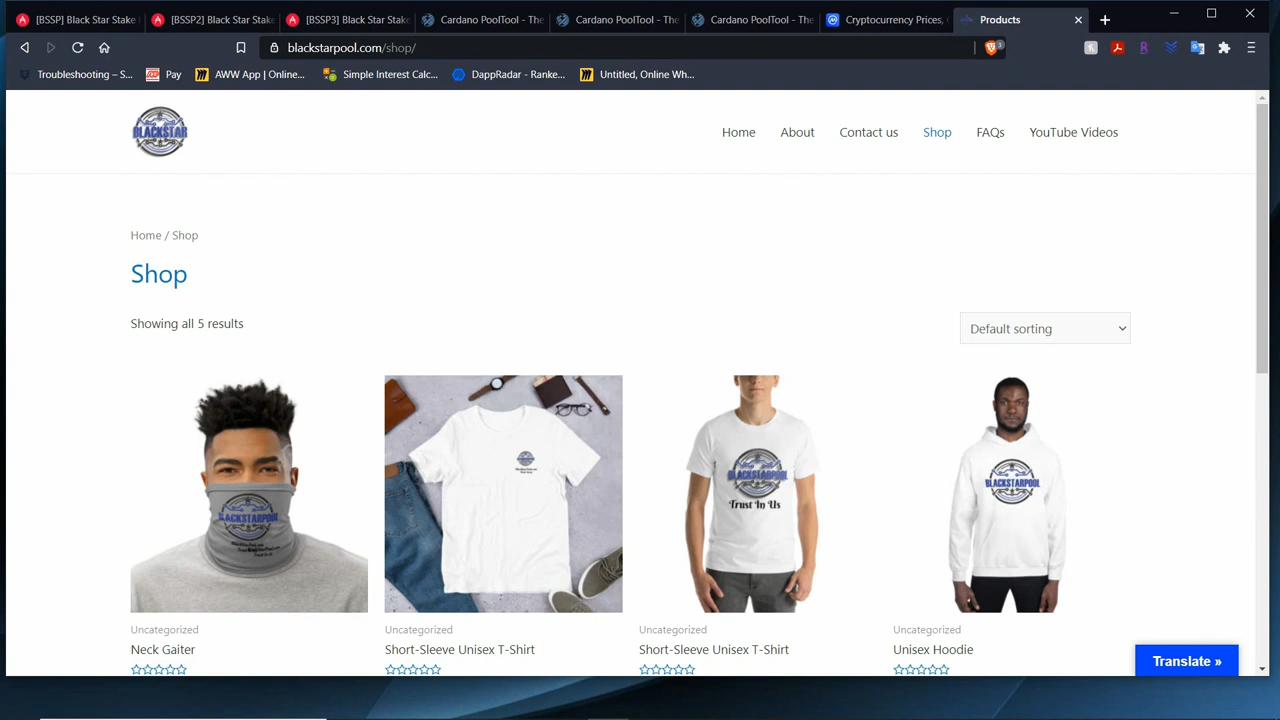 [BSSP] Black Star Stake
[BSSP2] Black Star Stake
[BSSP3] Black Star Stake
Cardano PoolTool - The
Cardano PoolTool - The
Cardano PoolTool - The
Cryptocurrency Prices,
Products
blackstarpool.com/shop/
3
Troubleshooting – S...
Pay
AWW App | Online...
Simple Interest Calc...
DappRadar - Ranke...
Untitled, Online Wh...
BLACKSTAR
Home
About
Contact us
Shop
FAQs
YouTube Videos
Home / Shop
Shop
Showing all 5 results
Default sorting
BLACKSTARPOOL
BLACKSTARPOOL
Trust In Us
BLACKSTARPOOL
Uncategorized
Uncategorized
Uncategorized
Uncategorized
Neck Gaiter
Short-Sleeve Unisex T-Shirt
Short-Sleeve Unisex T-Shirt
Unisex Hoodie
Translate »